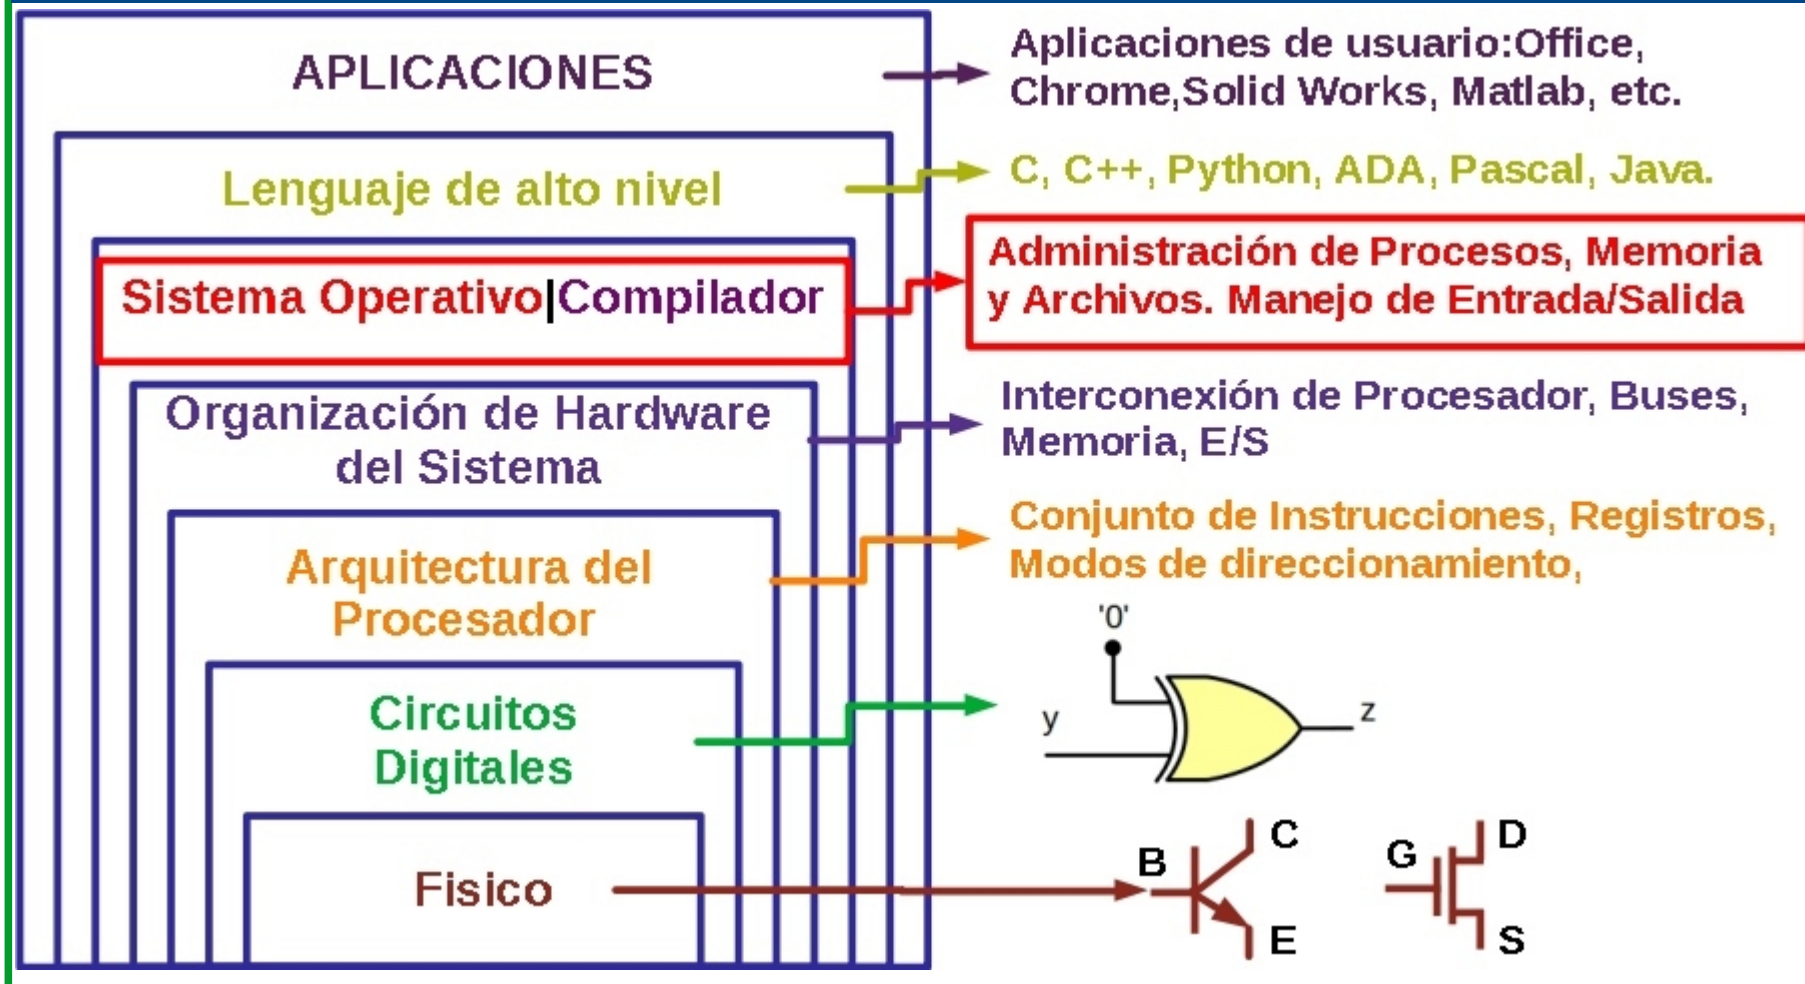 APLICACIONES
Aplicaciones de usuario:Office,
Chrome,Solid Works, Matlab, etc.
Lenguaje de alto nivel
C, C++, Python, ADA, Pascal, Java.
Sistema Operativo|Compilador
Administración de Procesos, Memoria
y Archivos. Manejo de Entrada/Salida
Organización de Hardware
del Sistema
Interconexión de Procesador, Buses,
Memoria, E/S
Arquitectura del
Procesador
Conjunto de Instrucciones, Registros,
Modos de direccionamiento,
Circuitos
Digitales
'0'
y
z
Fisico
B
C
E
G
D
S